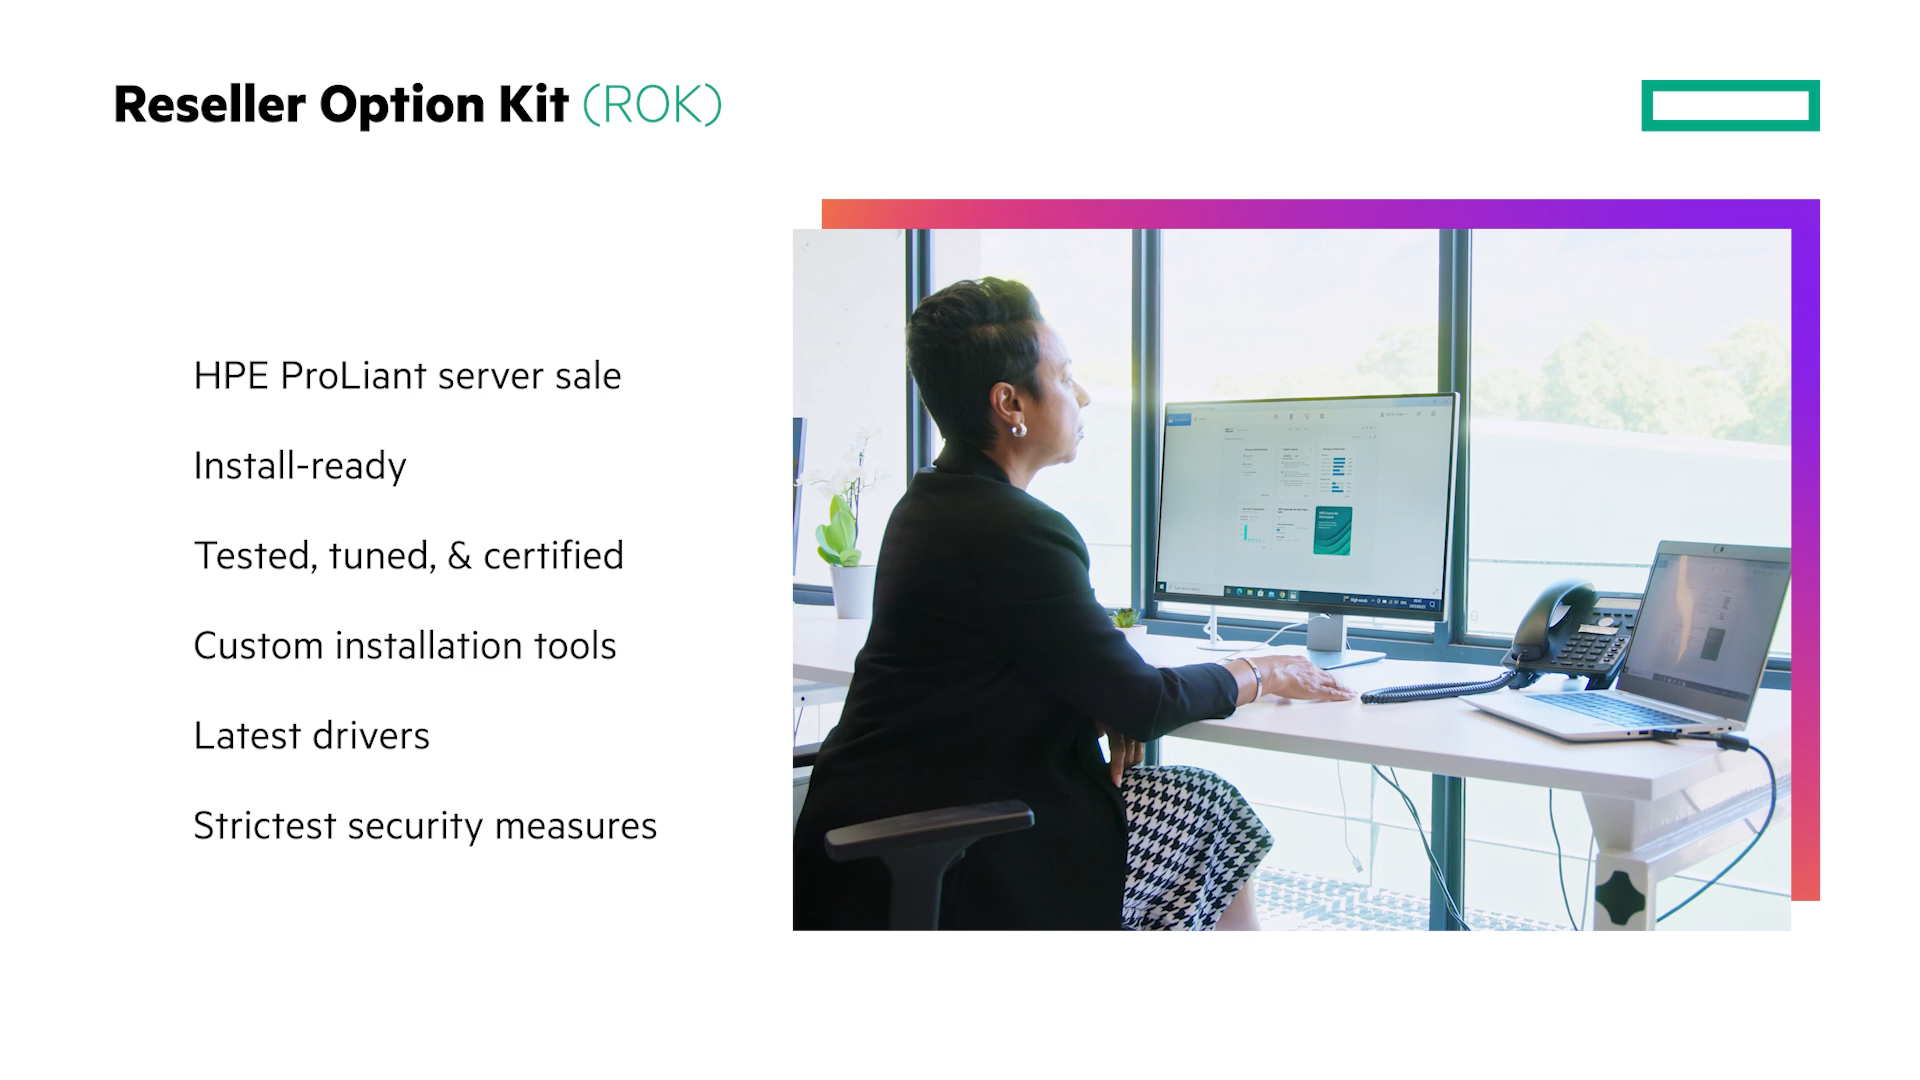 Reseller Option Kit (ROK)
HPE ProLiant server sale
Install-ready
Tested, tuned, & certified
Custom installation tools
Latest drivers
Strictest security measures